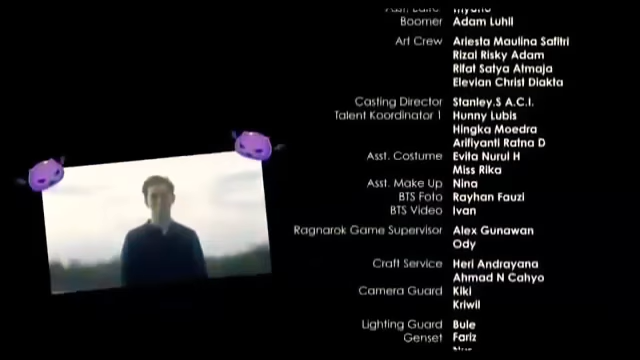 Boomer Adam Luhil
Art Crew Ariesta Maulina Safitri
Rizal Risky Adam
Rifat Satya Atmaja
Elevian Christ Diakta
Casting Director Stanley.S A.C.I.
Talent Koordinator 1 Hunny Lubis
Hingka Moedra
Arifiyanti Ratna D
Asst. Costume Evita Nurul H
Miss Rika
Asst. Make Up Nina
BTS Foto Rayhan Fauzi
BTS Video Ivan
Ragnarok Game Supervisor Alex Gunawan
Ody
Craft Service Heri Andrayana
Ahmad N Cahyo
Camera Guard Kiki
Kriwil
Lighting Guard Bule
Genset Fariz